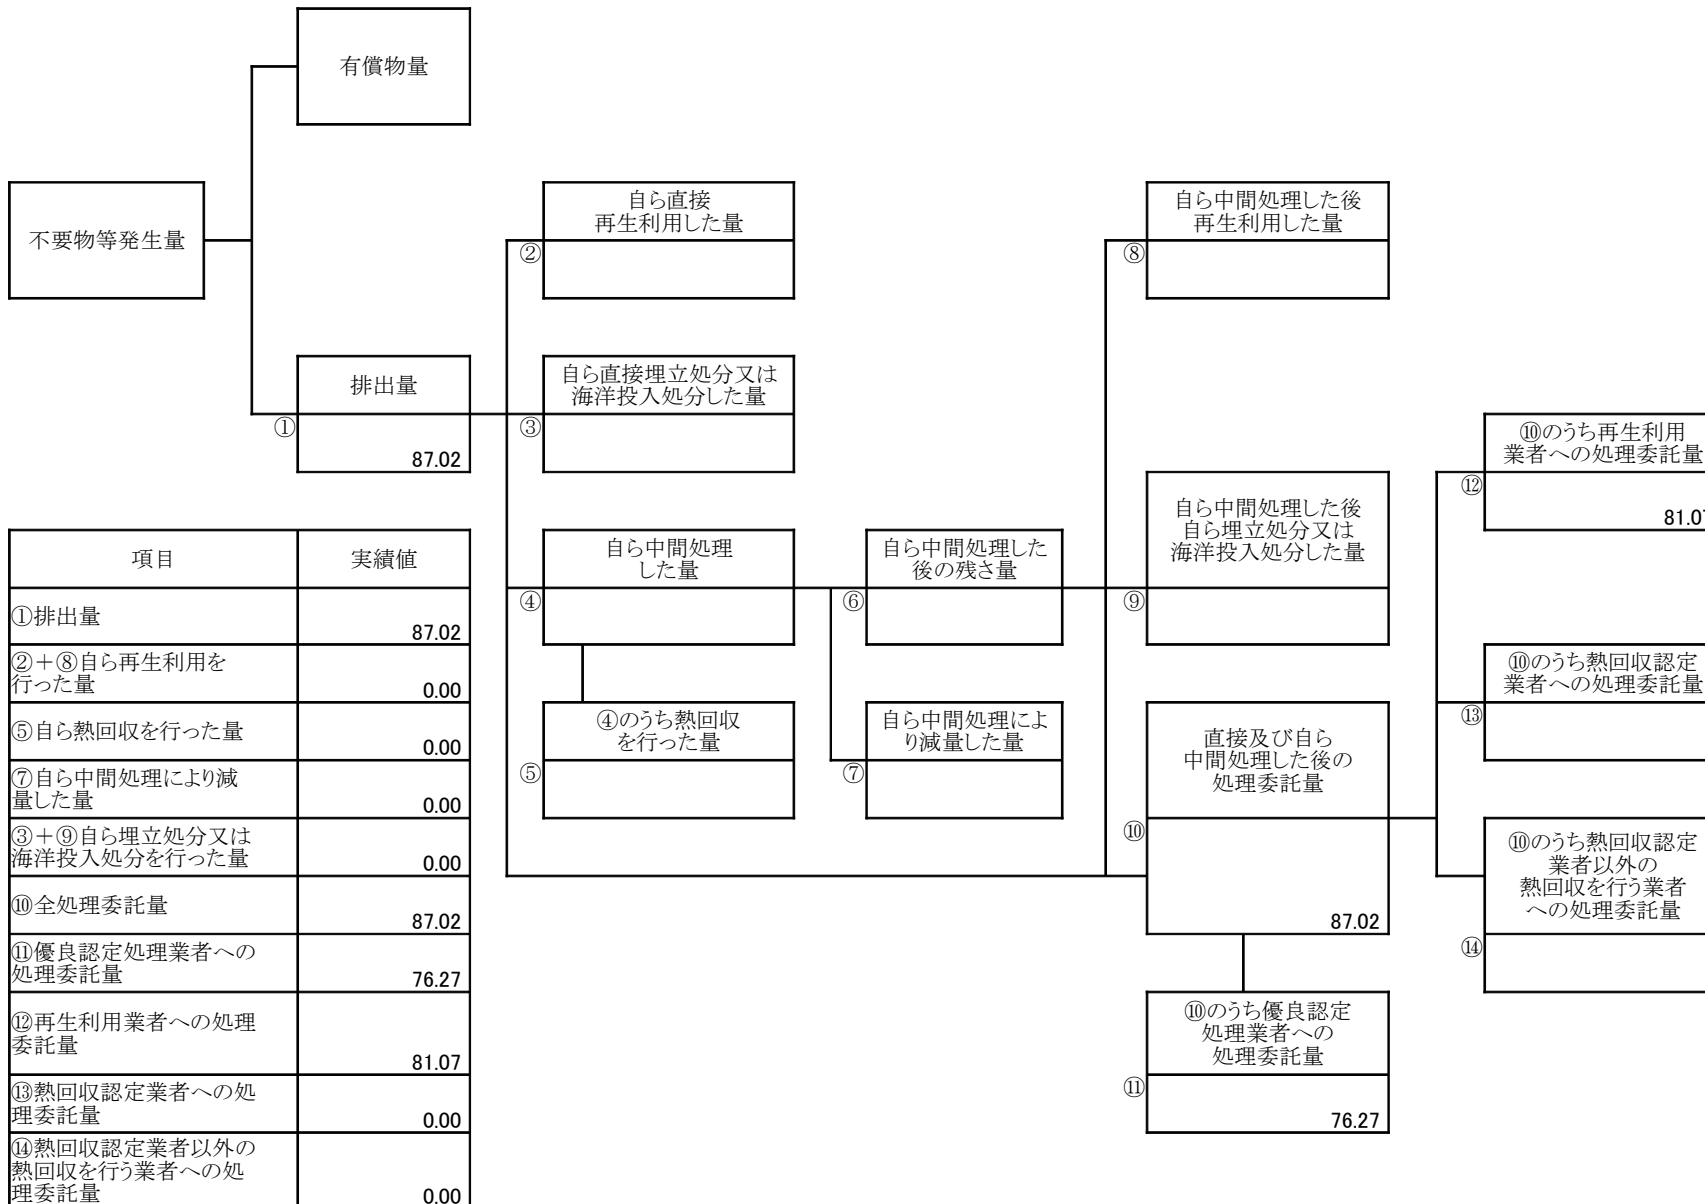 有償物量
不要物等発生量
自ら直接
再生利用した量
②
自ら中間処理した後
再生利用した量
⑧
排出量
①
87.02
自ら直接埋立処分又は
海洋投入処分した量
③
⑩のうち再生利用
業者への処理委託量
⑫
81.07
自ら中間処理
した量
④
自ら中間処理した
後の残さ量
⑥
自ら中間処理した後
自ら埋立処分又は
海洋投入処分した量
⑨
⑩のうち熱回収認定
業者への処理委託量
⑬
④のうち熱回収
を行った量
⑤
自ら中間処理によ
り減量した量
⑦
直接及び自ら
中間処理した後の
処理委託量
⑩
87.02
⑩のうち熱回収認定
業者以外の
熱回収を行う業者
への処理委託量
⑭
⑩のうち優良認定
処理業者への
処理委託量
⑪
76.27
項目 実績値
①排出量
87.02
②+⑧自ら再生利用を
行った量 0.00
⑤自ら熱回収を行った量
0.00
⑦自ら中間処理により減
量した量 0.00
③+⑨自ら埋立処分又は
海洋投入処分を行った量 0.00
⑩全処理委託量
87.02
⑪優良認定処理業者への
処理委託量 76.27
⑫再生利用業者への処理
委託量
81.07
⑬熱回収認定業者への処
理委託量 0.00
⑭熱回収認定業者以外の
熱回収を行う業者への処
理委託量 0.00